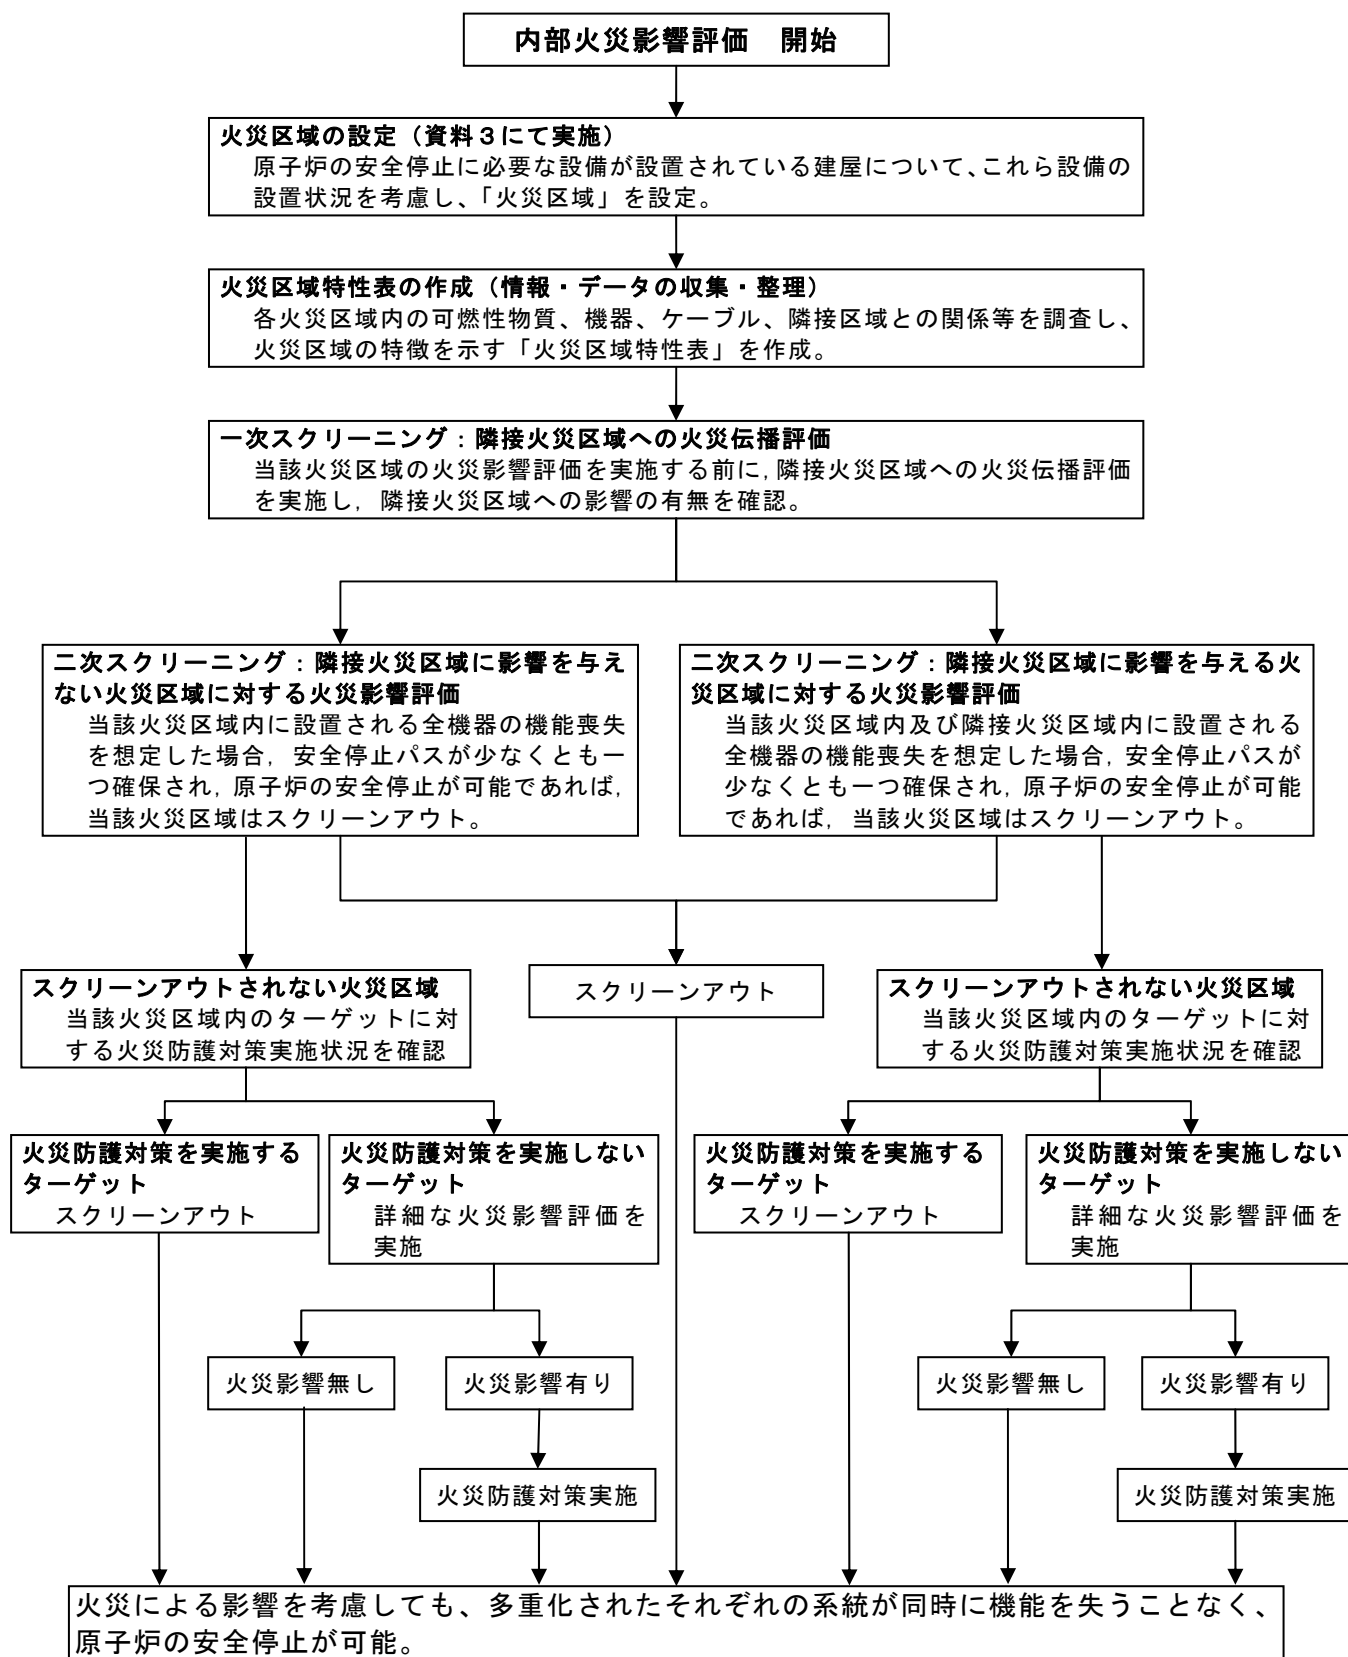 内部火災影響評価　開始
火災区域の設定（資料３にて実施）
原子炉の安全停止に必要な設備が設置されている建屋について、これら設備の
設置状況を考慮し、「火災区域」を設定。
火災区域特性表の作成（情報・データの収集・整理）
各火災区域内の可燃性物質、機器、ケーブル、隣接区域との関係等を調査し、
火災区域の特徴を示す「火災区域特性表」を作成。
一次スクリーニング：隣接火災区域への火災伝播評価
当該火災区域の火災影響評価を実施する前に，隣接火災区域への火災伝播評価
を実施し，隣接火災区域への影響の有無を確認。
二次スクリーニング：隣接火災区域に影響を与え
ない火災区域に対する火災影響評価
当該火災区域内に設置される全機器の機能喪失
を想定した場合，安全停止パスが少なくとも一
つ確保され，原子炉の安全停止が可能であれば，
当該火災区域はスクリーンアウト。
二次スクリーニング：隣接火災区域に影響を与える火
災区域に対する火災影響評価
当該火災区域内及び隣接火災区域内に設置される
全機器の機能喪失を想定した場合，安全停止パスが
少なくとも一つ確保され，原子炉の安全停止が可能
であれば，当該火災区域はスクリーンアウト。
スクリーンアウトされない火災区域
当該火災区域内のターゲットに対
する火災防護対策実施状況を確認
スクリーンアウト
スクリーンアウトされない火災区域
当該火災区域内のターゲットに対
する火災防護対策実施状況を確認
火災防護対策を実施する
ターゲット
スクリーンアウト
火災防護対策を実施しない
ターゲット
詳細な火災影響評価を
実施
火災防護対策を実施する
ターゲット
スクリーンアウト
火災防護対策を実施しない
ターゲット
詳細な火災影響評価を
実施
火災影響無し
火災影響有り
火災影響無し
火災影響有り
火災防護対策実施
火災防護対策実施
火災による影響を考慮しても、多重化されたそれぞれの系統が同時に機能を失うことなく、
原子炉の安全停止が可能。